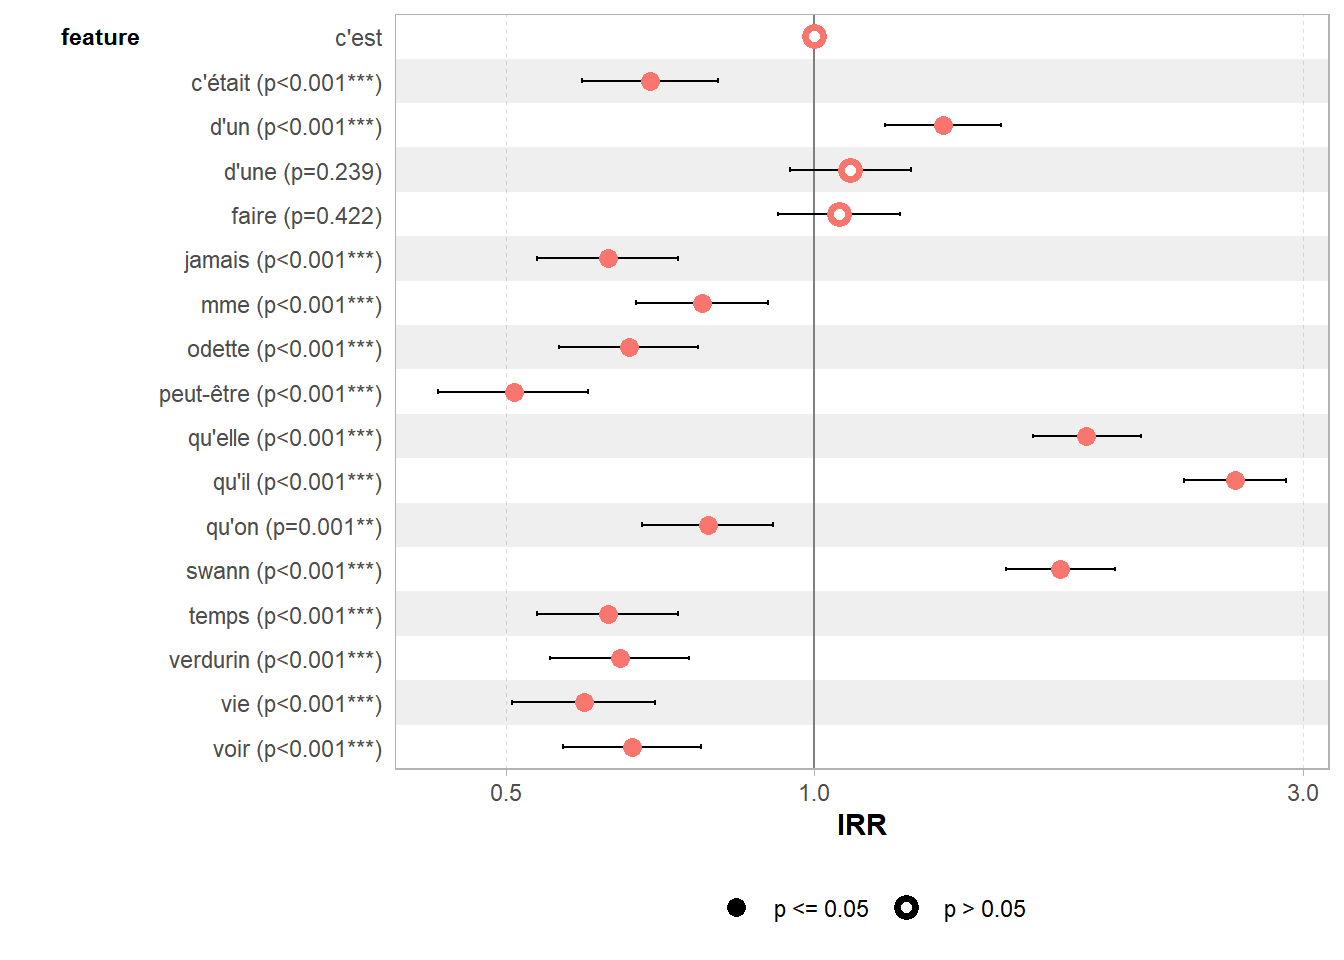 feature c'est
c'était (p<0.001***)
d'un (p<0.001***)
d'une (p=0.239)
faire (p=0.422)
jamais (p<0.001***)
mme (p<0.001***)
odette (p<0.001***)
peut-être (p<0.001***)
qu'elle (p<0.001***)
qu'il (p<0.001***)
qu'on (p=0.001**)
swann (p<0.001***)
temps (p<0.001***)
verdurin (p<0.001***)
vie (p<0.001***)
voir (p<0.001***)
0.5 1.0 3.0
IRR
p <= 0.05 p > 0.05